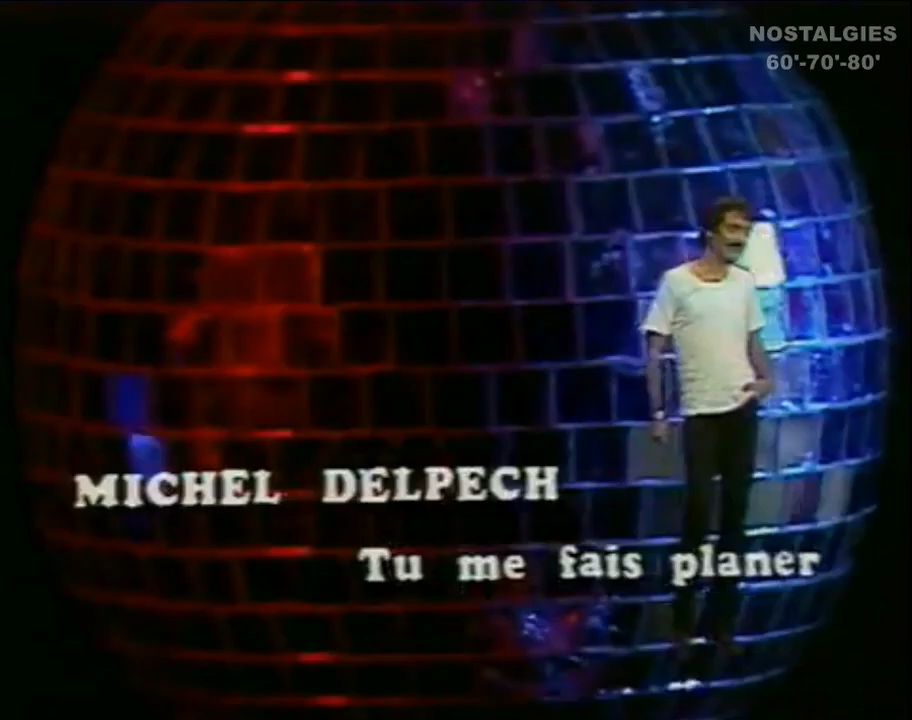 NOSTALGIES
60'-70'-80'
MICHEL DELPECH
Tu me fais planer